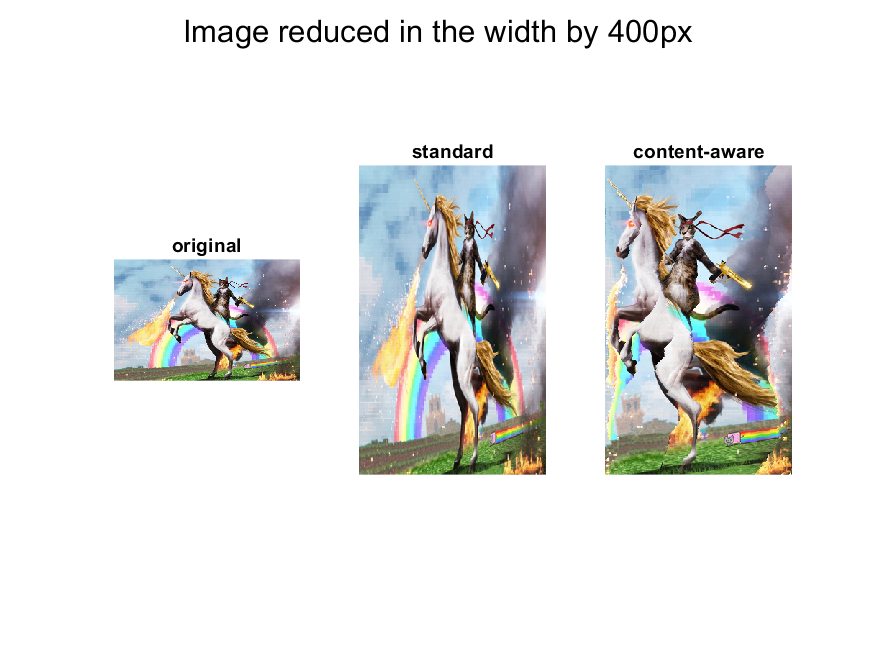 Image reduced in the width by 400px
original
standard
content-aware